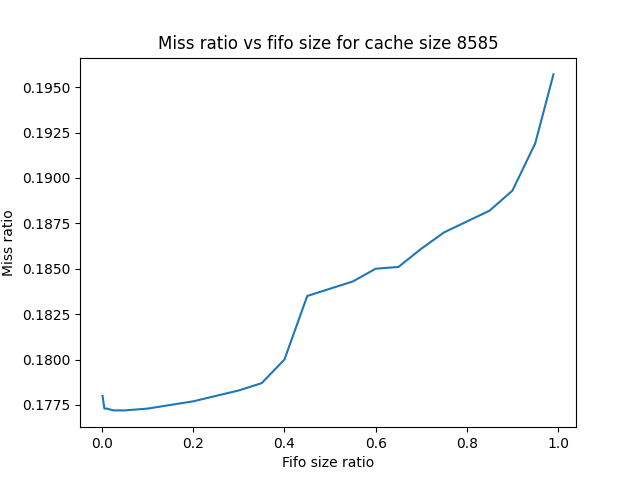 Miss ratio vs fifo size for cache size 8585
0.1950
0.1925
0.1900
0.1875
0.1850
0.1825
0.1800
0.1775
Miss ratio
0.0 0.2 0.4 0.6 0.8 1.0
Fifo size ratio